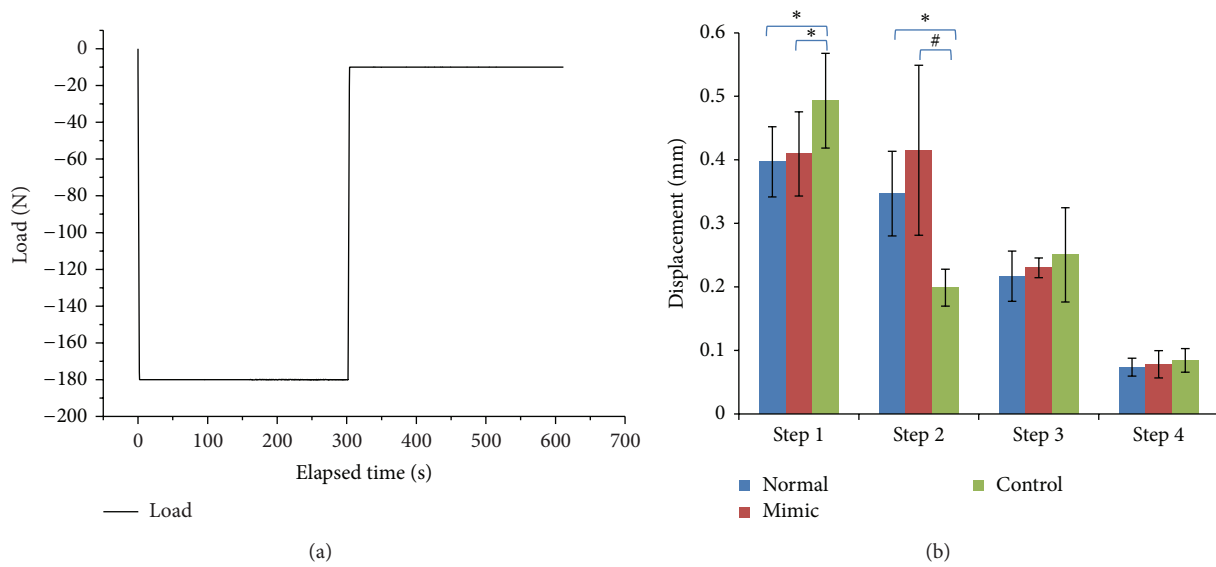 0
−20
−40
−60
−80
−100
−120
−140
−160
−180
−200
Load (N)
0 100 200 300 400 500 600 700
Elapsed time (s)
Load
(a)
* *
* #
0.6
0.5
0.4
0.3
0.2
0.1
0
Displacement (mm)
Step 1 Step 2 Step 3 Step 4
Normal Control
Mimic
(b)